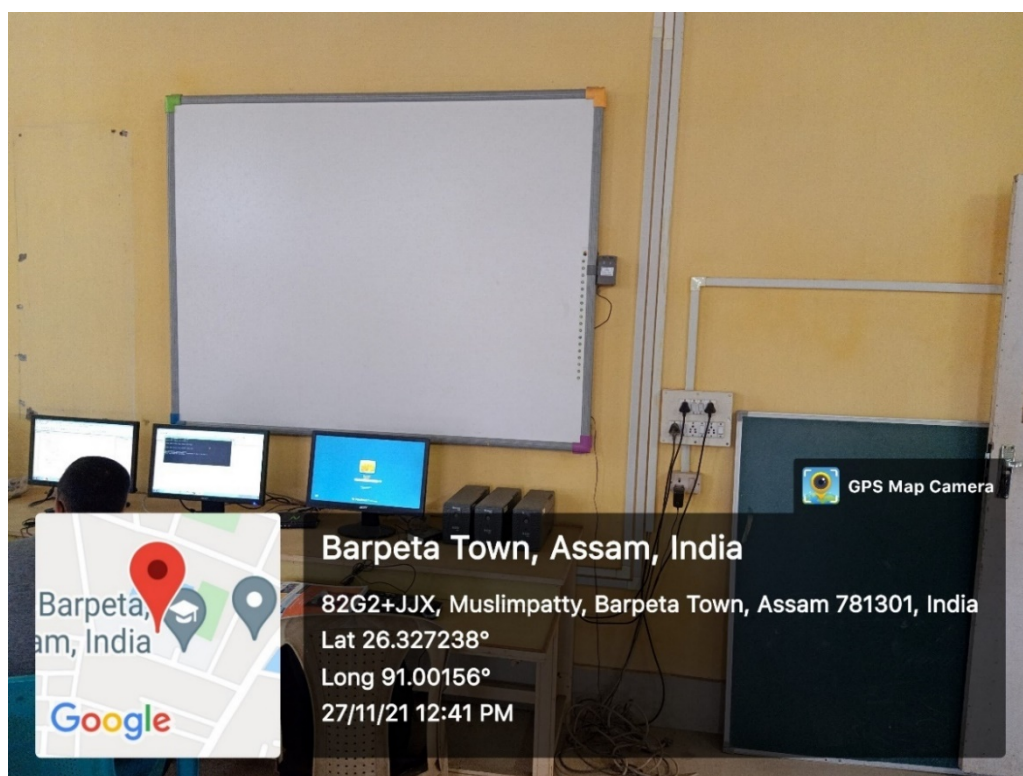 GPS Map Camera
Barpeta Town, Assam, India
82G2+JJX, Muslimpatty, Barpeta Town, Assam 781301, India
Lat 26.327238°
Long 91.00156°
27/11/21 12:41 PM
Barpeta,
am, India
Google